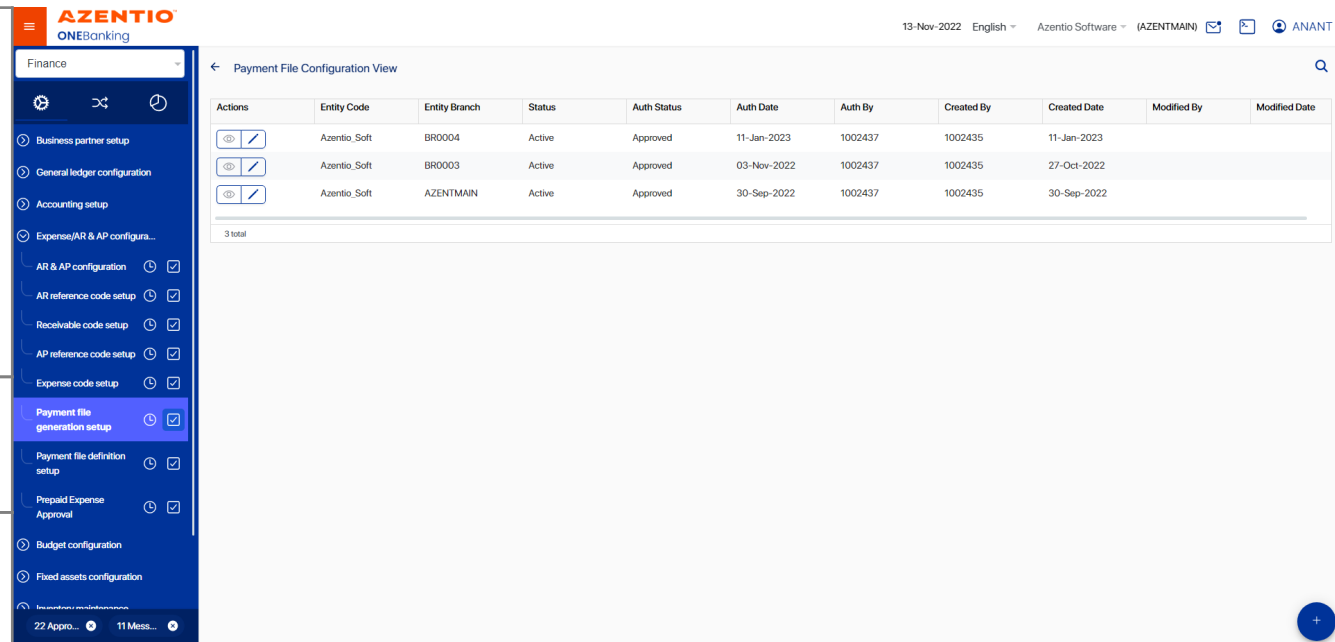 AZENTIO
ONEBanking
13-Nov-2022 English Azentio Software (AZENTMAIN) ANANT
Finance
Payment File Configuration View
Actions Entity Code Entity Branch Status Auth Status Auth Date Auth By Created By Created Date Modified By Modified Date
Azentio_Soft BR0004 Active Approved 11-Jan-2023 1002437 1002435 11-Jan-2023
Azentio_Soft BR0003 Active Approved 03-Nov-2022 1002437 1002435 27-Oct-2022
Azentio_Soft AZENTMAIN Active Approved 30-Sep-2022 1002437 1002435 30-Sep-2022
3 total
Business partner setup
General ledger configuration
Accounting setup
Expense/AR & AP configura...
AR & AP configuration
AR reference code setup
Receivable code setup
AP reference code setup
Expense code setup
Payment file
generation setup
Payment file definition
setup
Prepaid Expense
Approval
Budget configuration
Fixed assets configuration
Inventory maintenance
22 Appro... 11 Mess...